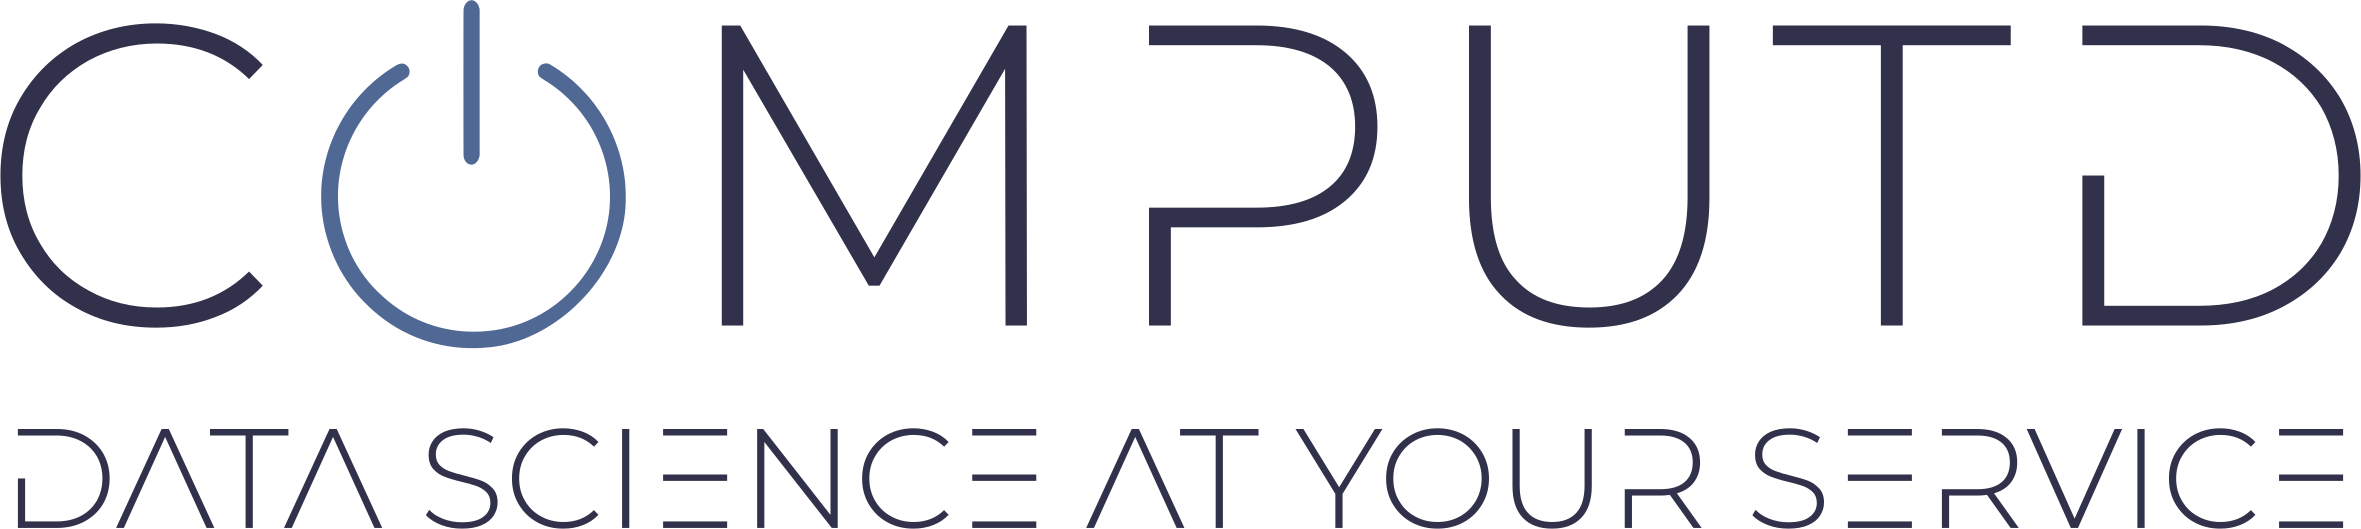 COMPUTD
DATA SCIENCE AT YOUR SERVICE